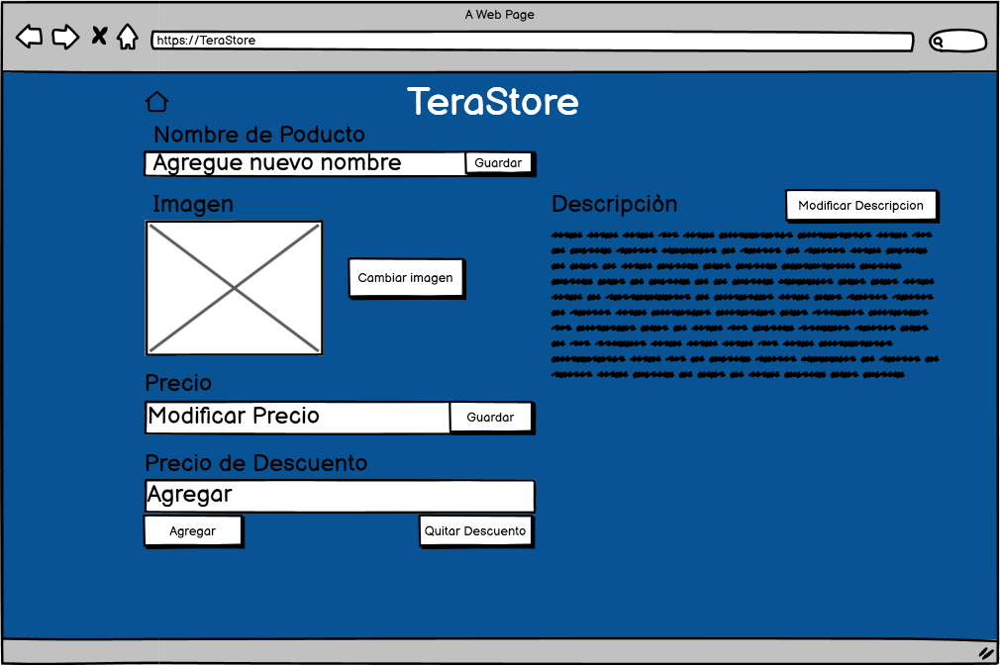 A Web Page
https://TeraStore
TeraStore
Nombre de Poducto
Agregue nuevo nombre
Guardar
Imagen
Cambiar imagen
Descripciòn
Modificar Descripcion
Precio
Modificar Precio
Guardar
Precio de Descuento
Agregar
Agregar
Quitar Descuento